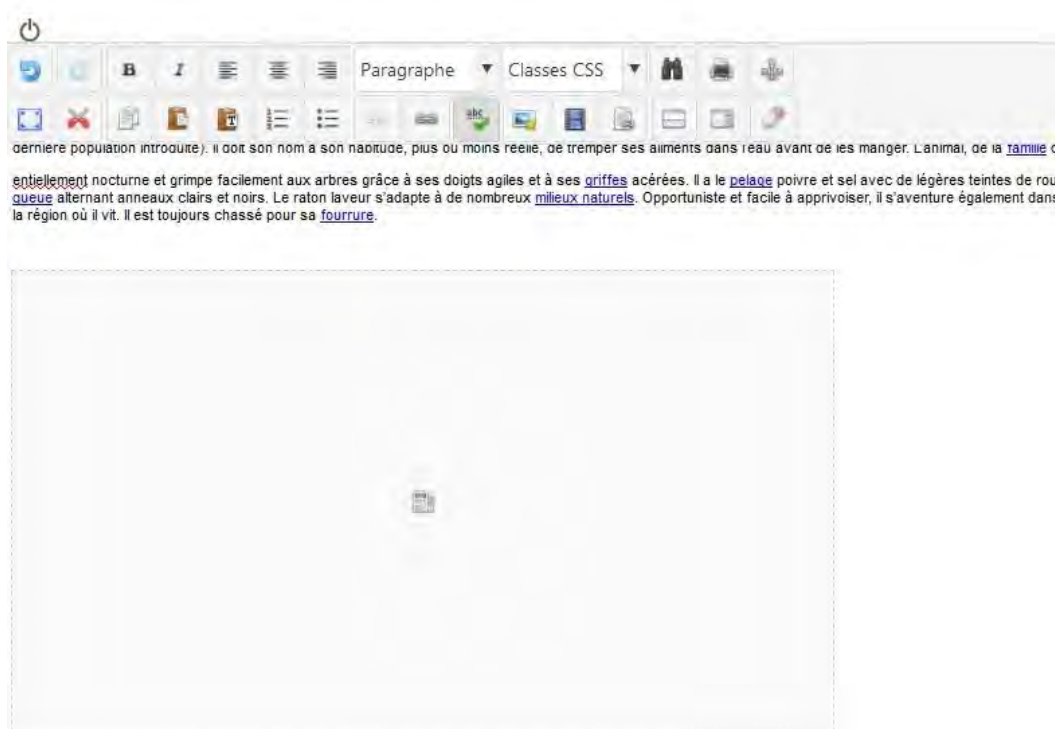 B I Paragraphe Classes CSS
abc
T
dernière population introduite). Il doit son nom à son habitude, plus ou moins réelle, de tremper ses aliments dans l'eau avant de les manger. L'animal, de la famille
entiellement nocturne et grimpe facilement aux arbres grâce à ses doigts agiles et à ses griffes acérées. Il a le pelage poivre et sel avec de légères teintes de rou
queue alternant anneaux clairs et noirs. Le raton laveur s'adapte à de nombreux milieux naturels. Opportuniste et facile à apprivoiser, il s'aventure également dans
la région où il vit. Il est toujours chassé pour sa fourrure.